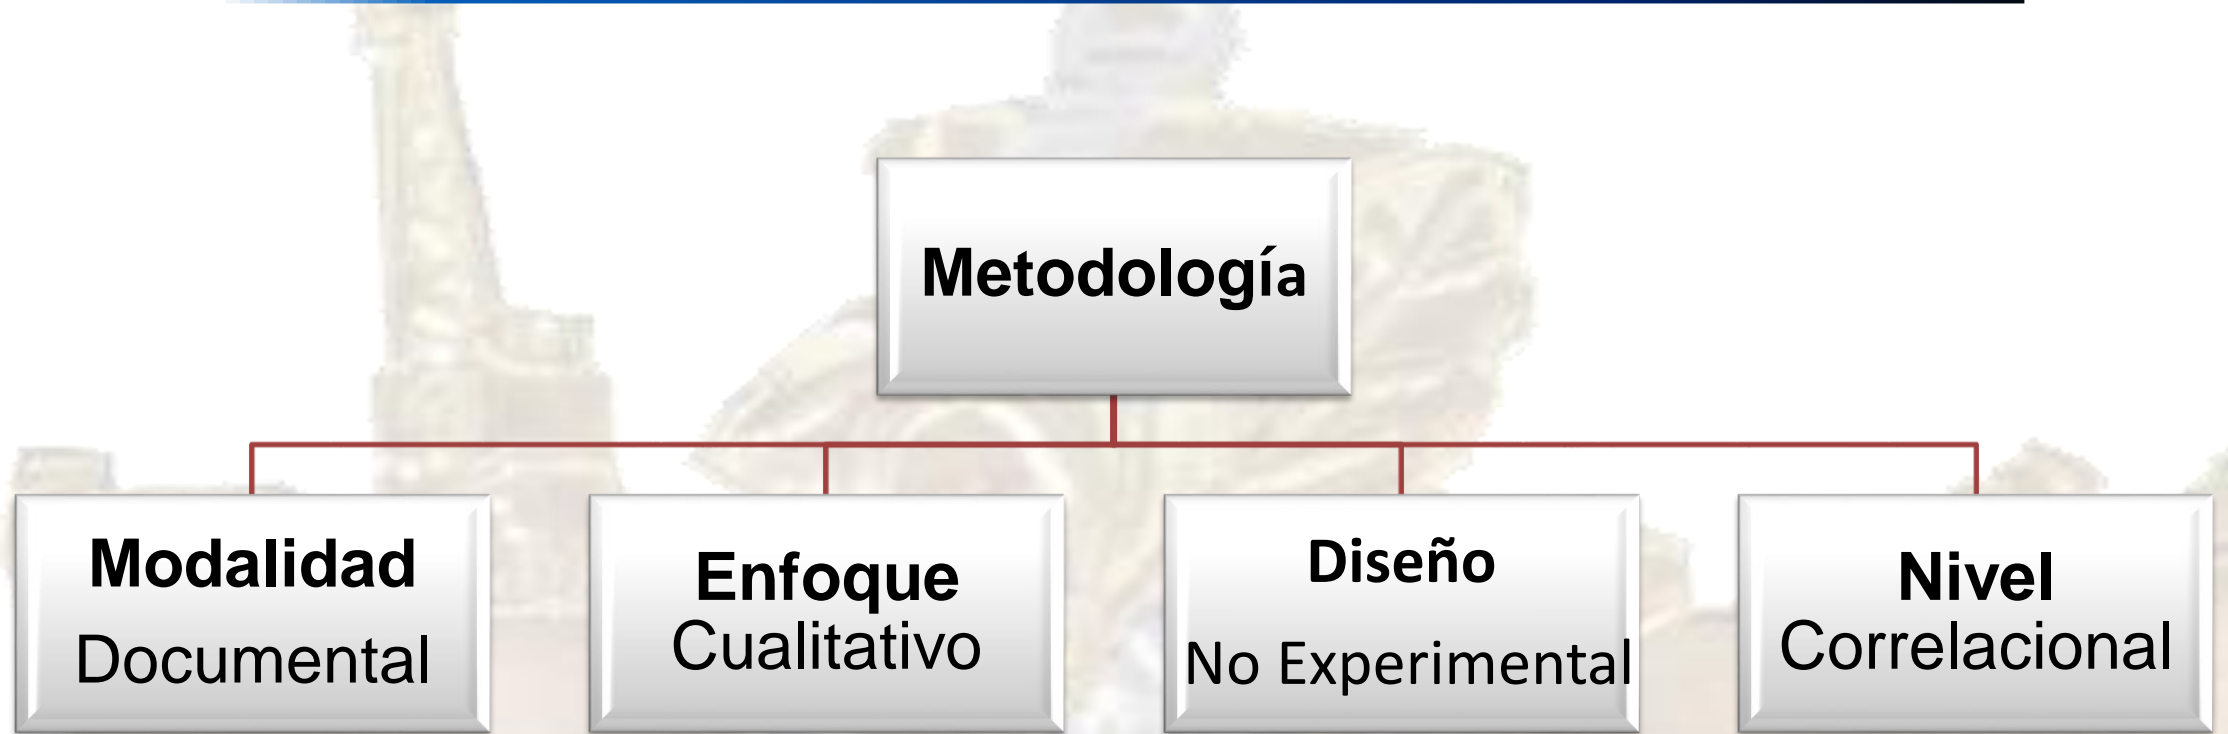 Metodología
Modalidad
Documental
Enfoque
Cualitativo
Diseño
No Experimental
Nivel
Correlacional